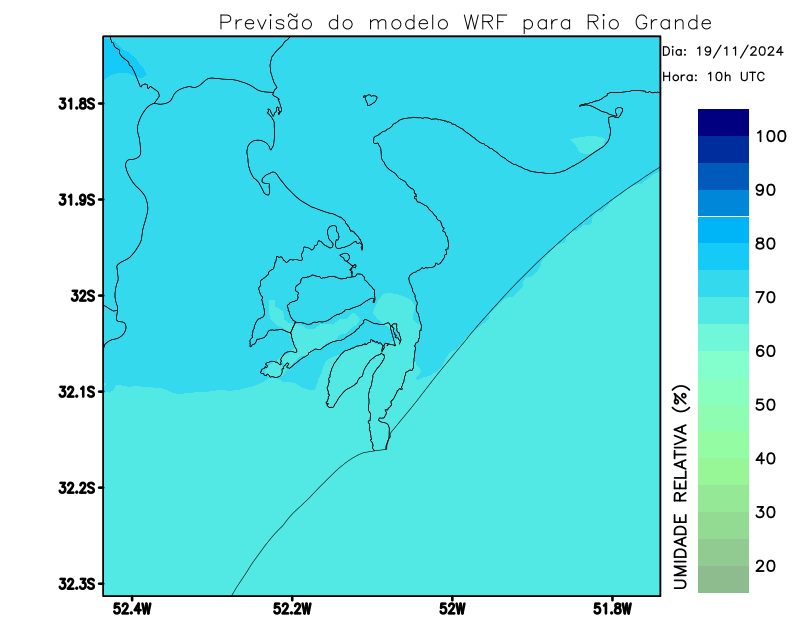 Previsão do modelo WRF para Rio Grande
Dia: 19/11/2024
Hora: 10h UTC
31.8S
31.9S
32S
32.1S
32.2S
32.3S
52.4W
52.2W
52W
51.8W
100
90
80
70
60
50
40
30
20
UMIDADE RELATIVA (%)